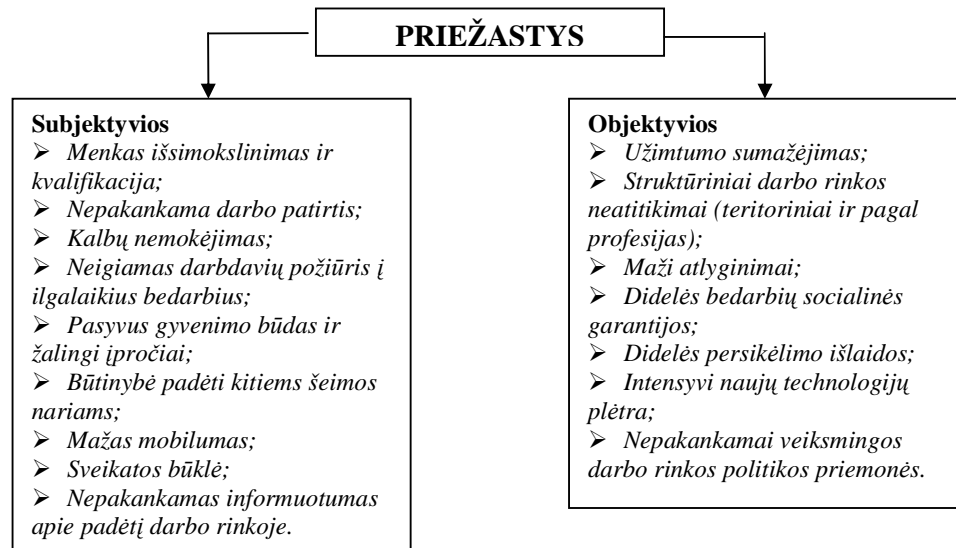 PRIEŽASTYS
Subjektyvios
➢ Menkas išsimokslinimas ir
kvalifikacija;
➢ Nepakankama darbo patirtis;
➢ Kalbų nemokėjimas;
➢ Neigiamas darbdavių požiūris į
ilgalaikius bedarbius;
➢ Pasyvus gyvenimo būdas ir
žalingi įpročiai;
➢ Būtinybė padėti kitiems šeimos
nariams;
➢ Mažas mobilumas;
➢ Sveikatos būklė;
➢ Nepakankamas informuotumas
apie padėtį darbo rinkoje.
Objektyvios
➢ Užimtumo sumažėjimas;
➢ Struktūriniai darbo rinkos
neatitikimai (teritoriniai ir pagal
profesijas);
➢ Maži atlyginimai;
➢ Didelės bedarbių socialinės
garantijos;
➢ Didelės persikėlimo išlaidos;
➢ Intensyvi naujų technologijų
plėtra;
➢ Nepakankamai veiksmingos
darbo rinkos politikos priemonės.